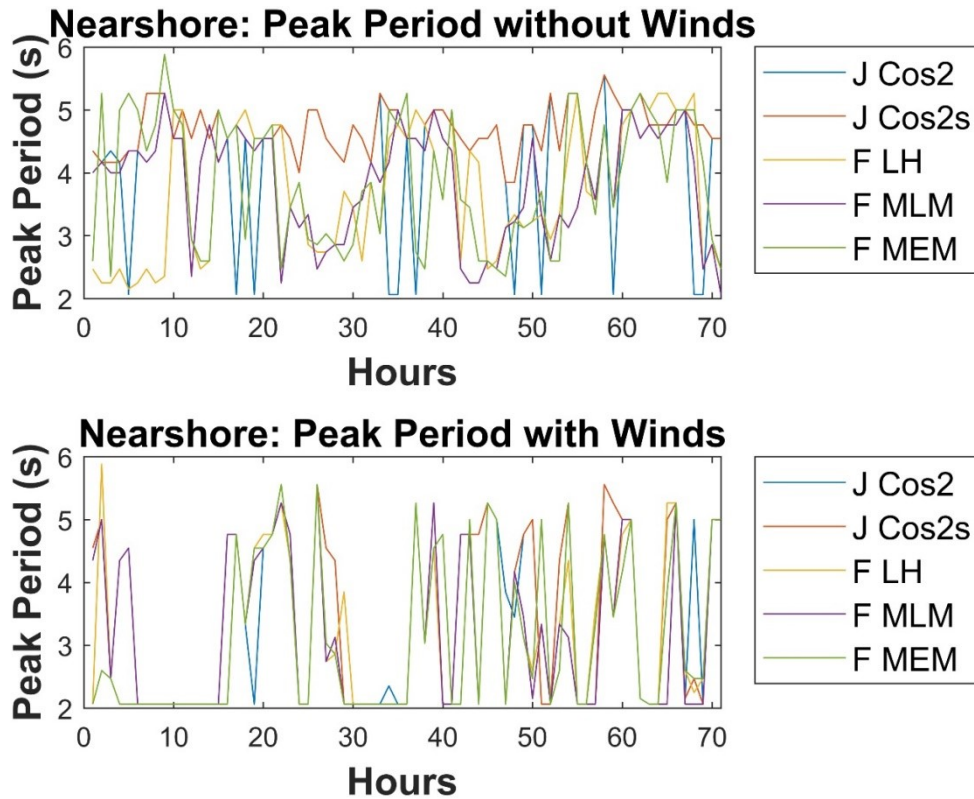 Nearshore: Peak Period without Winds
Peak Period (s)
6
5
4
3
2
0 10 20 30 40 50 60 70
Hours
J Cos2
J Cos2s
F LH
F MLM
F MEM
Nearshore: Peak Period with Winds
Peak Period (s)
6
5
4
3
2
0 10 20 30 40 50 60 70
Hours
J Cos2
J Cos2s
F LH
F MLM
F MEM